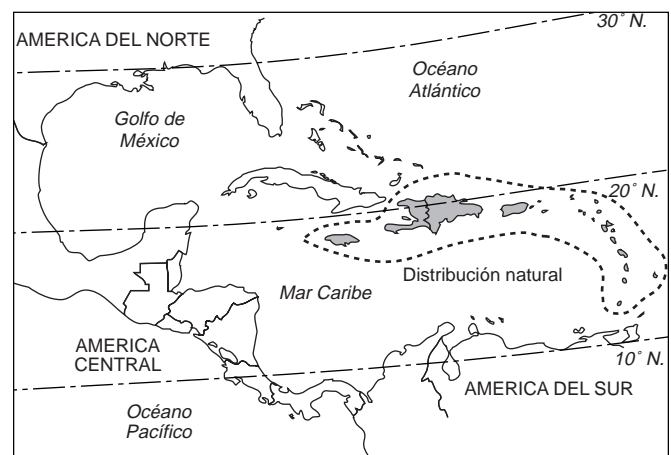 30° N.
AMERICA DEL NORTE
Océano
Atlántico
Golfo de
México
20° N.
Distribución natural
Mar Caribe
AMERICA
CENTRAL
10° N.
AMERICA DEL SUR
Océano
Pacífico